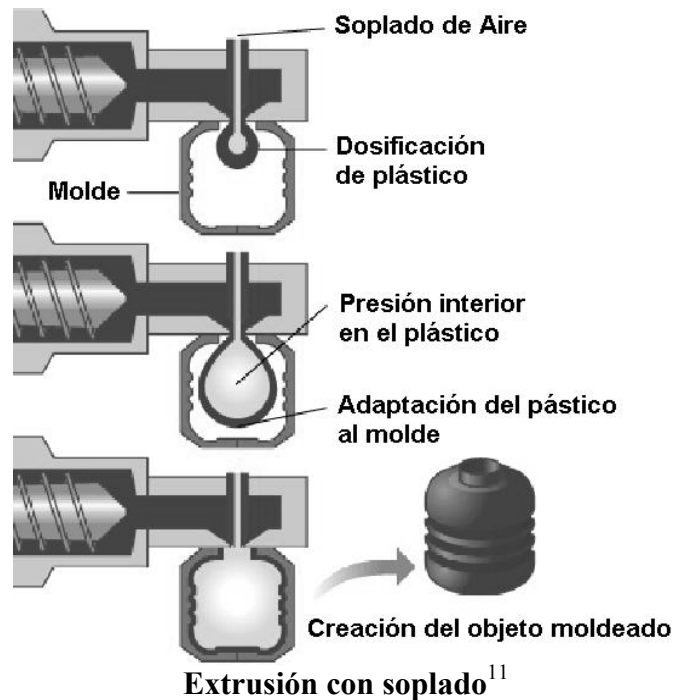 Soplado de Aire
Dosificación
de plástico
Molde
Presión interior
en el plástico
Adaptación del pástico
al molde
Creación del objeto moldeado
Extrusión con soplado11